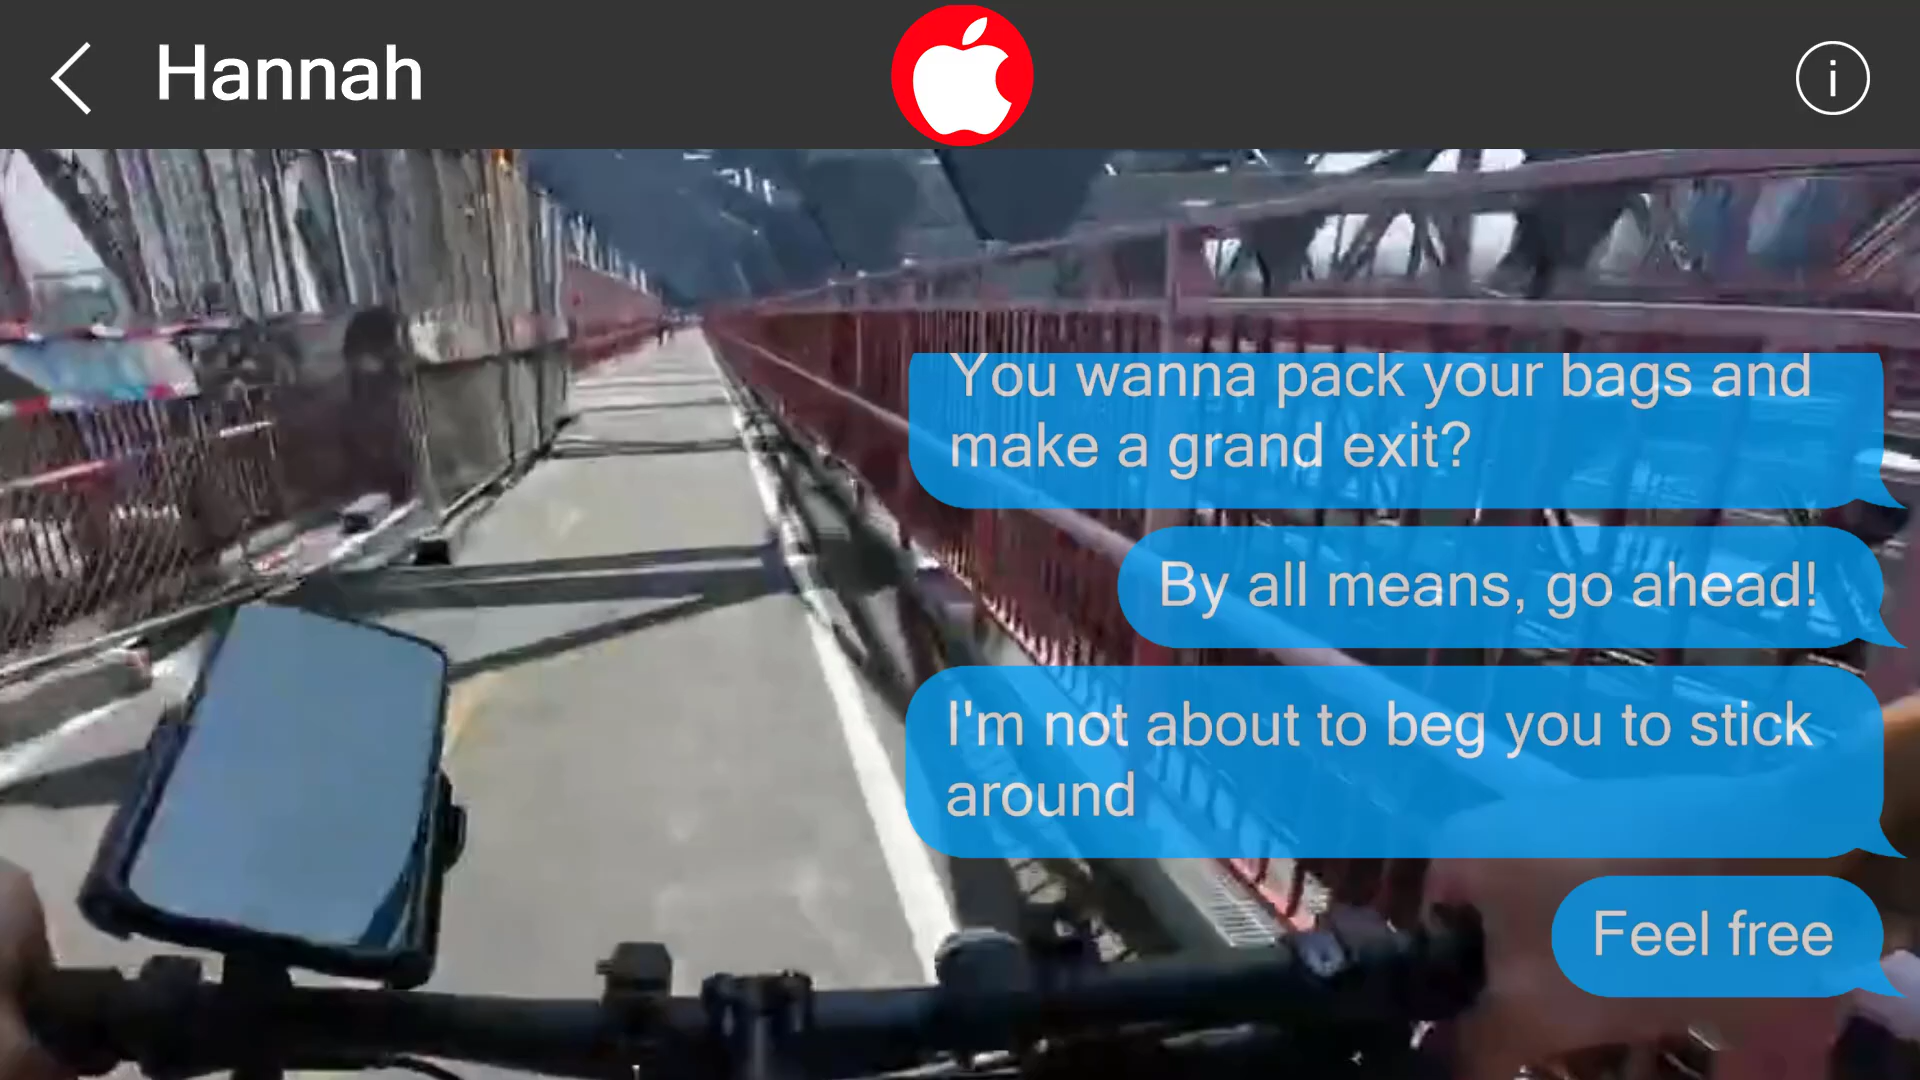 Hannah
You wanna pack your bags and
make a grand exit?
By all means, go ahead!
I'm not about to beg you to stick
around
Feel free